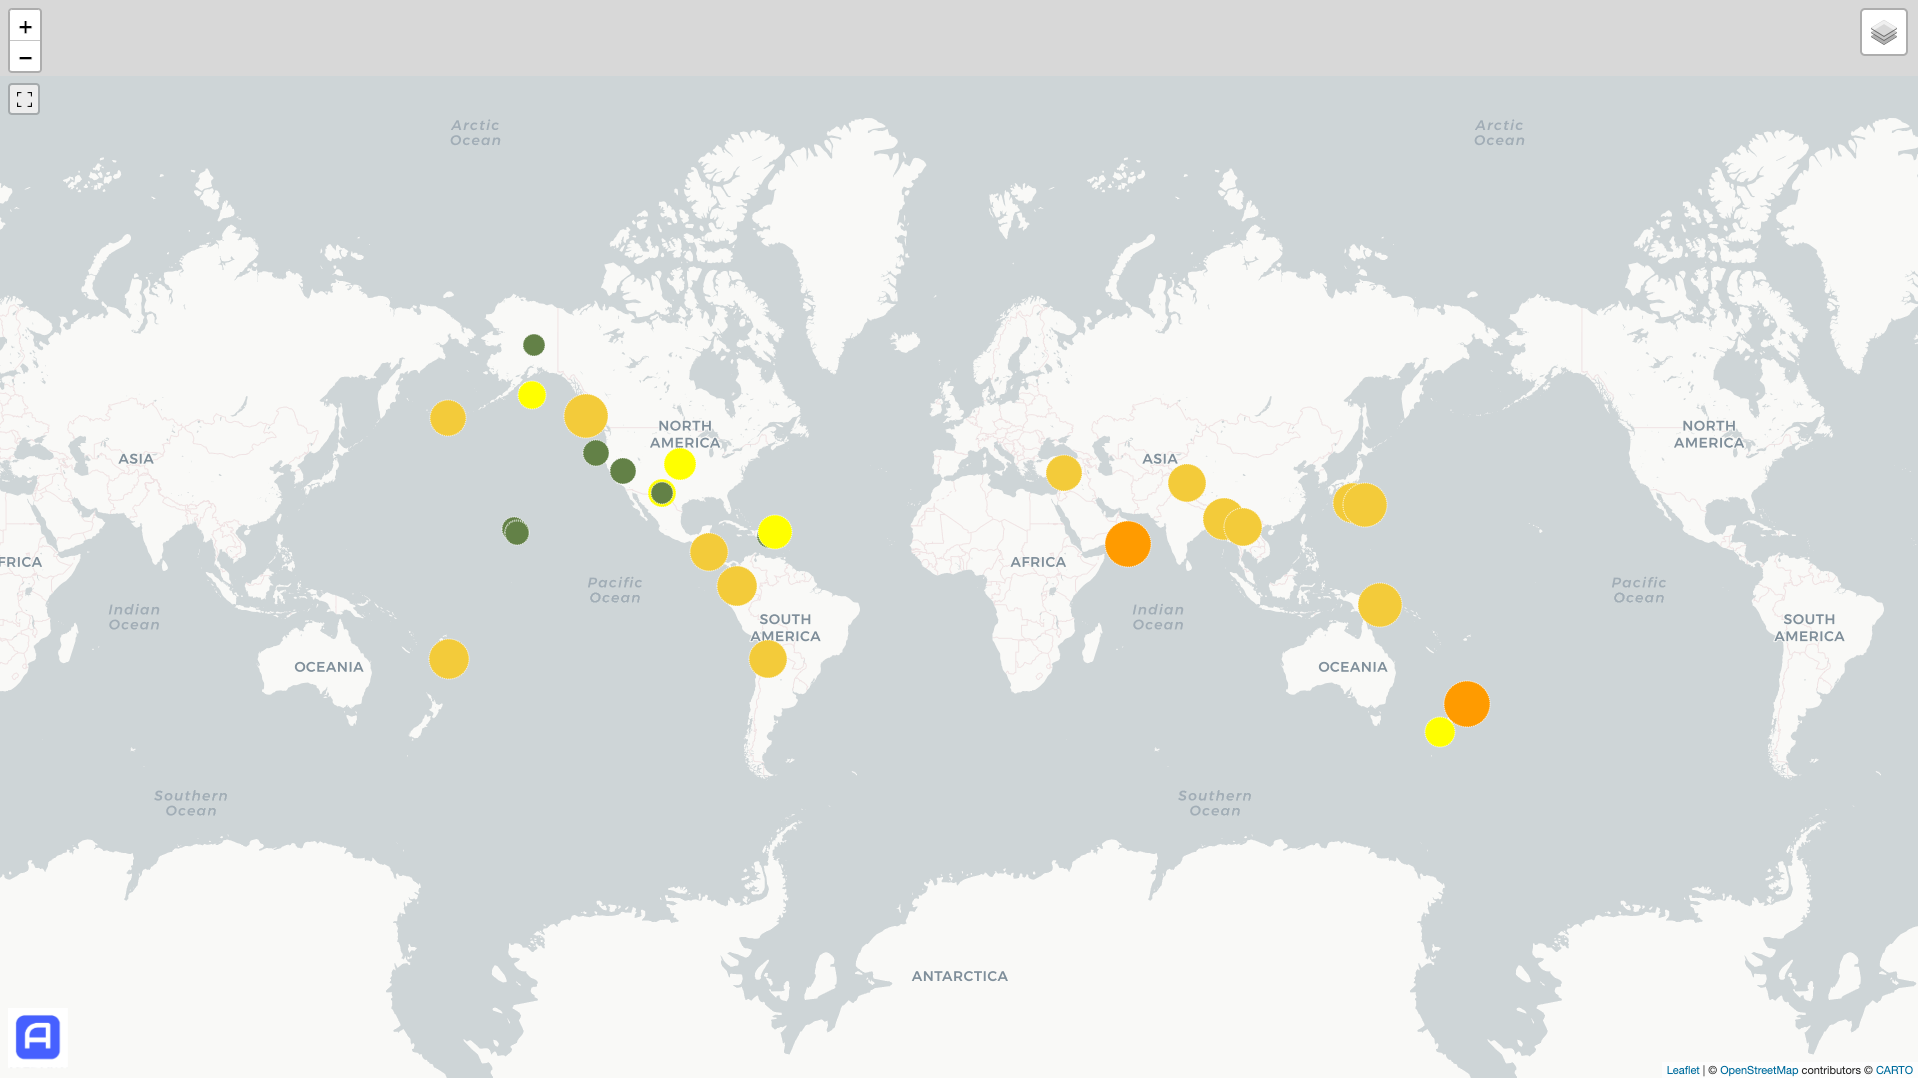 +
−
Arctic
Ocean
Arctic
Ocean
NORTH
AMERICA
NORTH
AMERICA
ASIA
ASIA
FRICA
AFRICA
Pacific
Ocean
Pacific
Ocean
Indian
Ocean
Indian
Ocean
SOUTH
AMERICA
SOUTH
AMERICA
OCEANIA
OCEANIA
Southern
Ocean
Southern
Ocean
ANTARCTICA
A
Leaflet | © OpenStreetMap contributors © CARTO